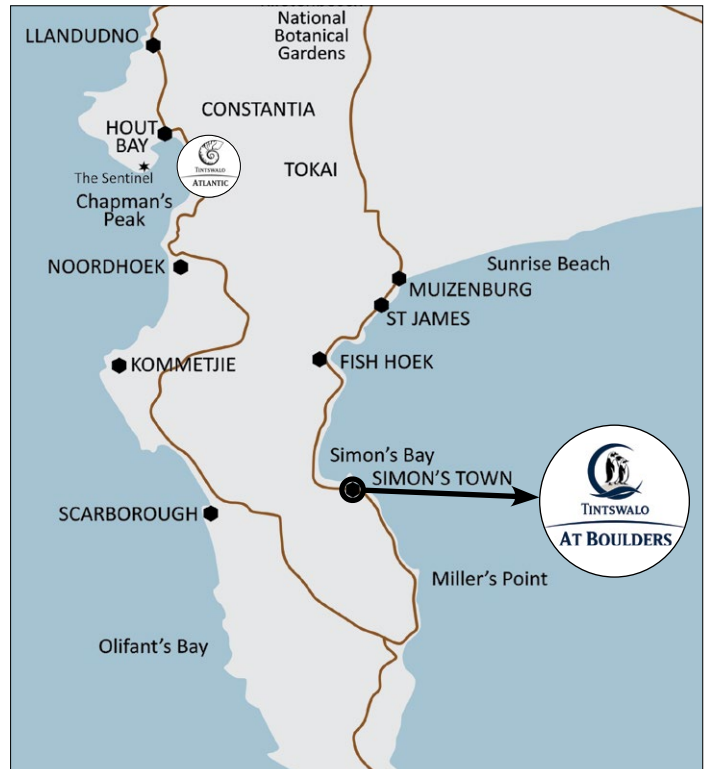 National
Botanical
Gardens
LLANDUDNO
CONSTANTIA
HOUT
BAY
TINTSWALO
ATLANTIC
TOKAI
The Sentinel
Chapman's
Peak
NOORDHOEK
Sunrise Beach
MUIZENBURG
ST JAMES
FISH HOEK
KOMMETJIE
Simon's Bay
SIMON'S TOWN
TINTSWALO
AT BOULDERS
SCARBOROUGH
Miller's Point
Olifant's Bay